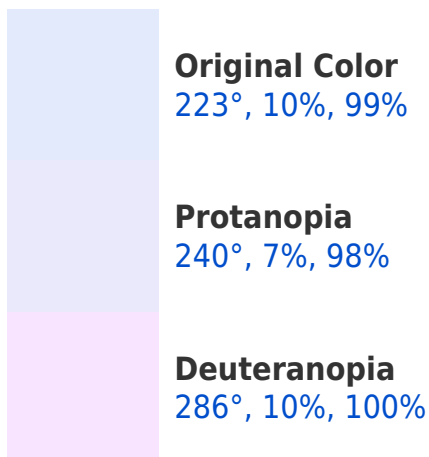 Original Color
223°, 10%, 99%
Protanopia
240°, 7%, 98%
Deuteranopia
286°, 10%, 100%